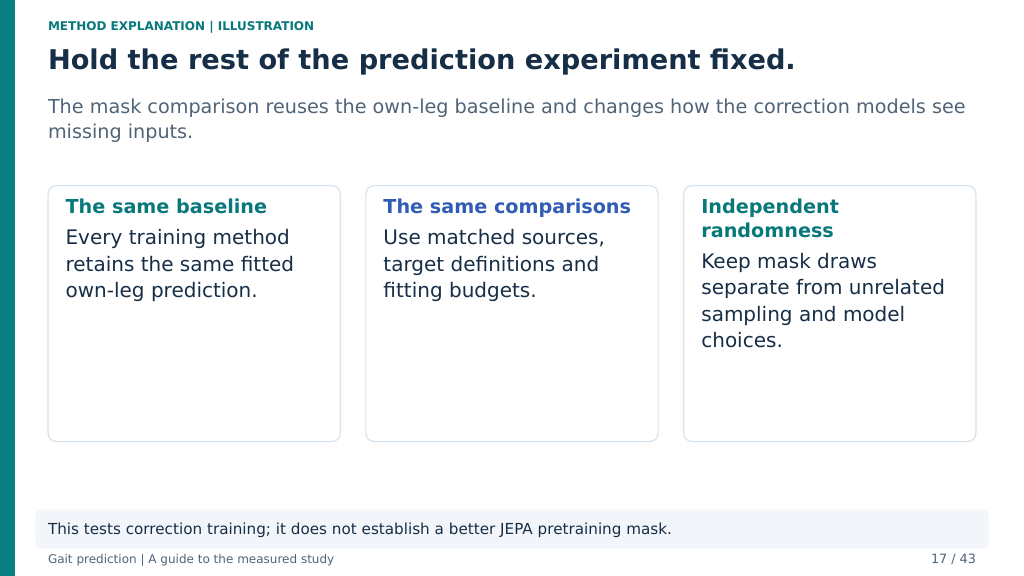 METHOD EXPLANATION | ILLUSTRATION
Hold the rest of the prediction experiment fixed.
The mask comparison reuses the own-leg baseline and changes how the correction models see
missing inputs.
The same baseline
Every training method
retains the same fitted
own-leg prediction.
The same comparisons
Use matched sources,
target definitions and
fitting budgets.
Independent
randomness
Keep mask draws
separate from unrelated
sampling and model
choices.
This tests correction training; it does not establish a better JEPA pretraining mask.
Gait prediction | A guide to the measured study
17 / 43